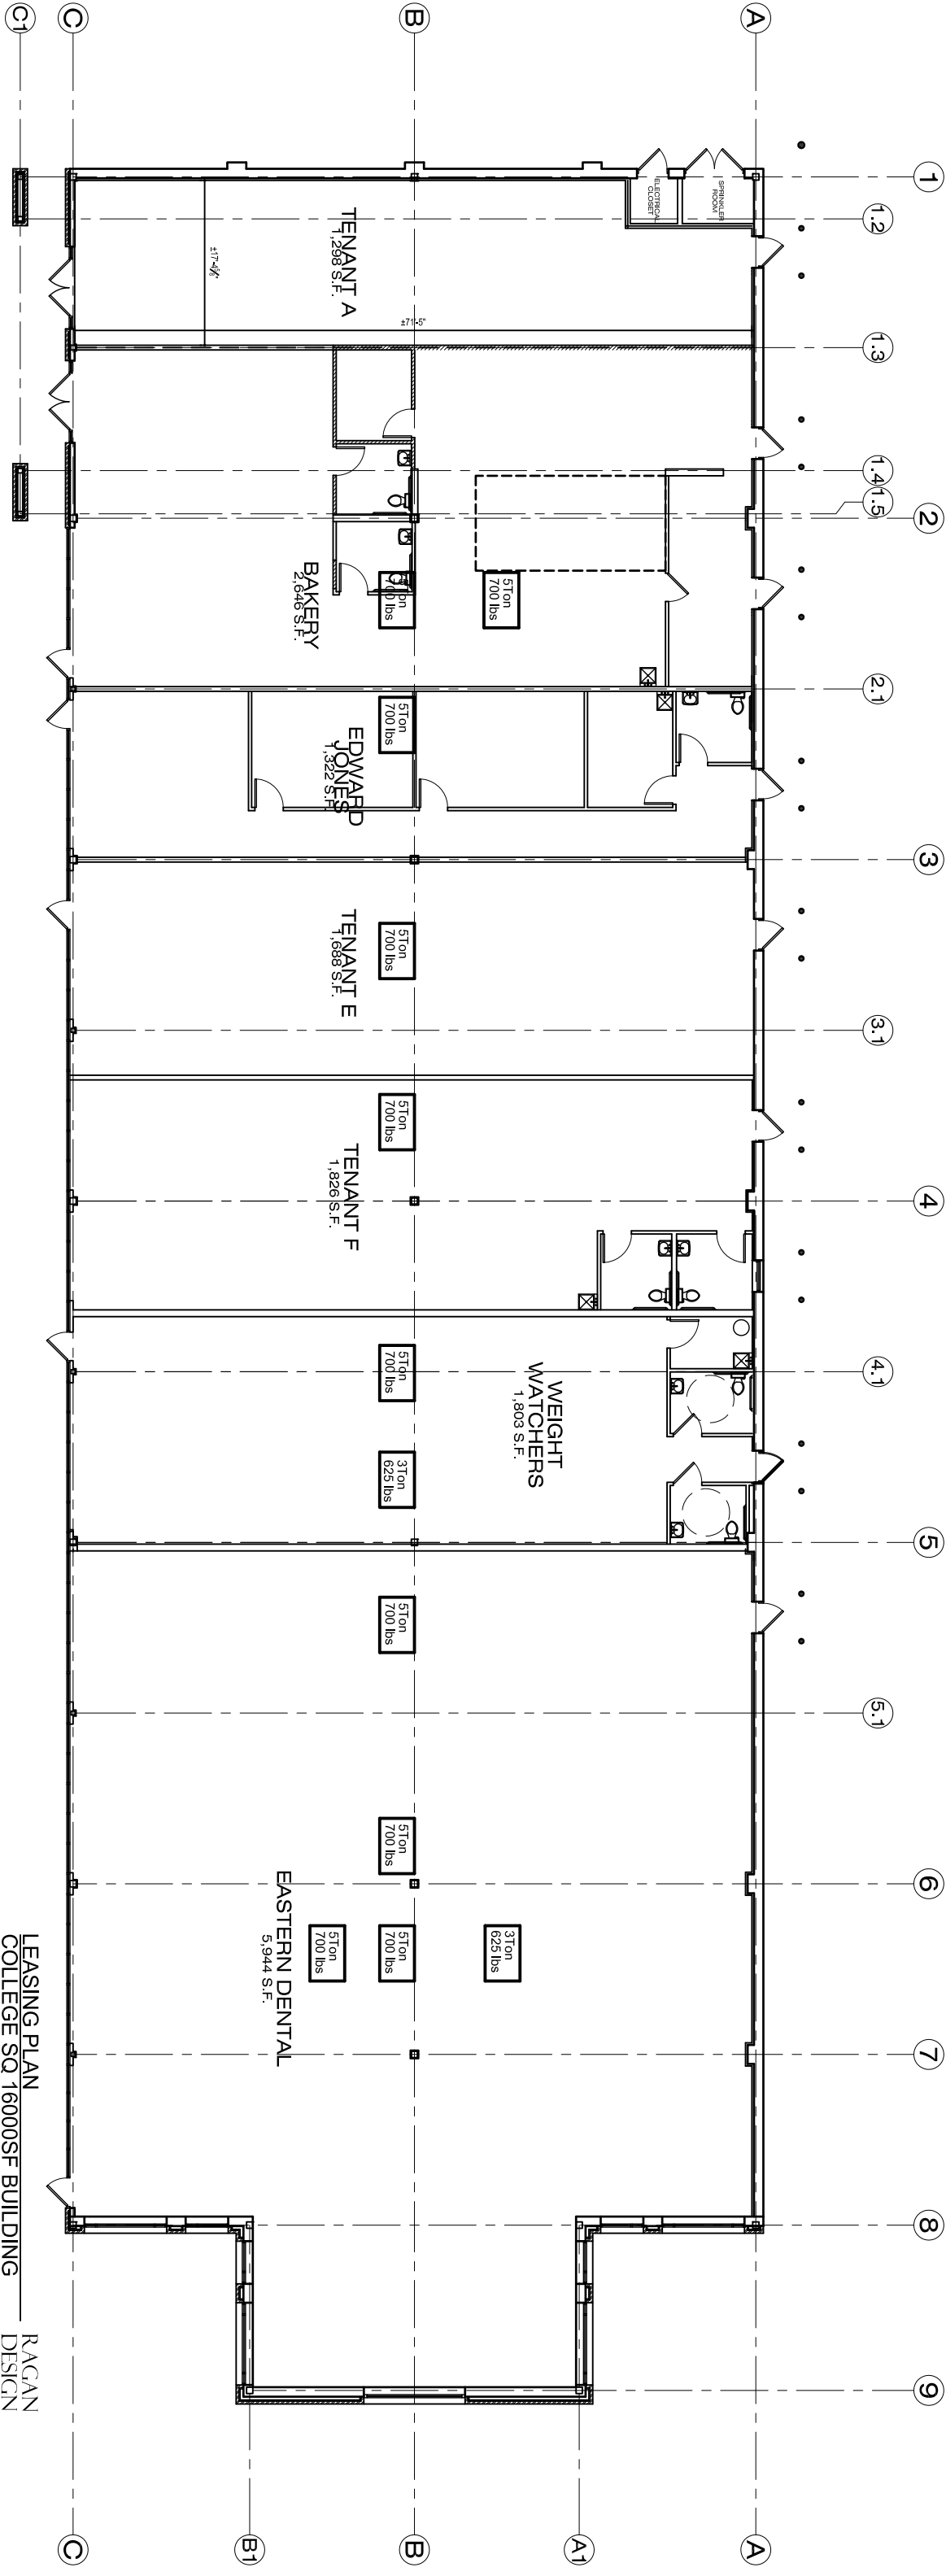 C1
C
B
A
1
1.2
1.3
1.4
1.5
2
2.1
3
3.1
4
4.1
5
5.1
6
7
8
9
SPRINKLER
ROOM
ELECTRICAL
CLOSET
TENANT A
1,298 S.F.
±71'-5"
BAKERY
2,646 S.F.
5Ton
700 lbs
5Ton
700 lbs
EDWARD
JONES
1,322 S.F.
5Ton
700 lbs
TENANT E
1,688 S.F.
5Ton
700 lbs
TENANT F
1,826 S.F.
5Ton
700 lbs
WEIGHT
WATCHERS
1,803 S.F.
5Ton
700 lbs
3Ton
625 lbs
EASTERN DENTAL
5,944 S.F.
5Ton
700 lbs
5Ton
700 lbs
3Ton
625 lbs
5Ton
700 lbs
5Ton
700 lbs
C
B1
B
A1
A
LEASING PLAN
COLLEGE SQ 16000SF BUILDING
RAGAN
DESIGN